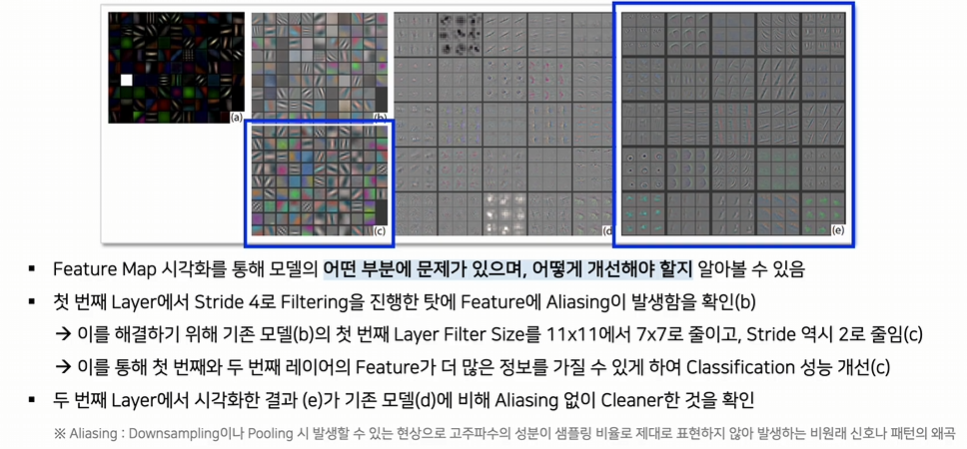 (a)
(b)
(c)
(d)
(e)
▪ Feature Map 시각화를 통해 모델의 어떤 부분에 문제가 있으며, 어떻게 개선해야 할지 알아볼 수 있음
▪ 첫 번째 Layer에서 Stride 4로 Filtering을 진행한 탓에 Feature에 Aliasing이 발생함을 확인(b)
→ 이를 해결하기 위해 기존 모델(b)의 첫 번째 Layer Filter Size를 11x11에서 7x7로 줄이고, Stride 역시 2로 줄임(c)
→ 이를 통해 첫 번째와 두 번째 레이어의 Feature가 더 많은 정보를 가질 수 있게 하여 Classification 성능 개선(c)
▪ 두 번째 Layer에서 시각화한 결과 (e)가 기존 모델(d)에 비해 Aliasing 없이 Cleaner한 것을 확인
※ Aliasing : Downsampling이나 Pooling 시 발생할 수 있는 현상으로 고주파수의 성분이 샘플링 비율로 제대로 표현하지 않아 발생하는 비원래 신호나 패턴의 왜곡